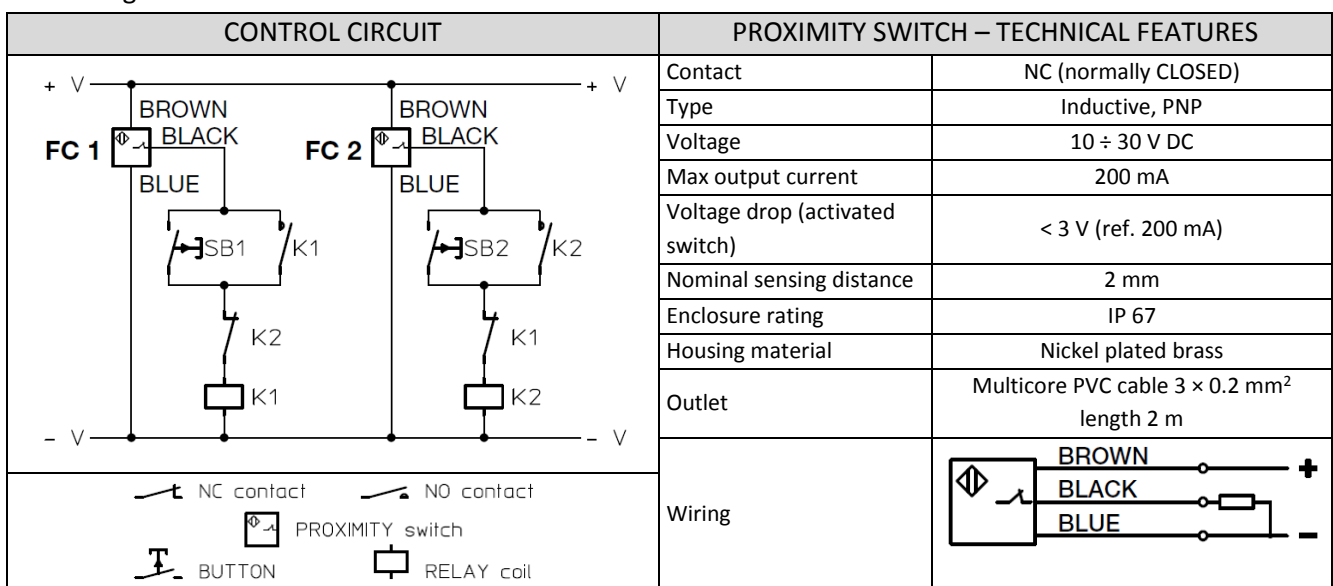 CONTROL CIRCUIT
PROXIMITY SWITCH – TECHNICAL FEATURES
+ V
+ V
BROWN
BROWN
BLACK
BLACK
FC 1
FC 2
BLUE
BLUE
SB1
K1
SB2
K2
K2
K1
K1
K2
– V
– V
NC contact
NO contact
PROXIMITY switch
BUTTON
RELAY coil
Contact
NC (normally CLOSED)
Type
Inductive, PNP
Voltage
10 ÷ 30 V DC
Max output current
200 mA
Voltage drop (activated
switch)
< 3 V (ref. 200 mA)
Nominal sensing distance
2 mm
Enclosure rating
IP 67
Housing material
Nickel plated brass
Outlet
Multicore PVC cable 3 × 0.2 mm²
length 2 m
Wiring
BROWN
+
BLACK
BLUE
–